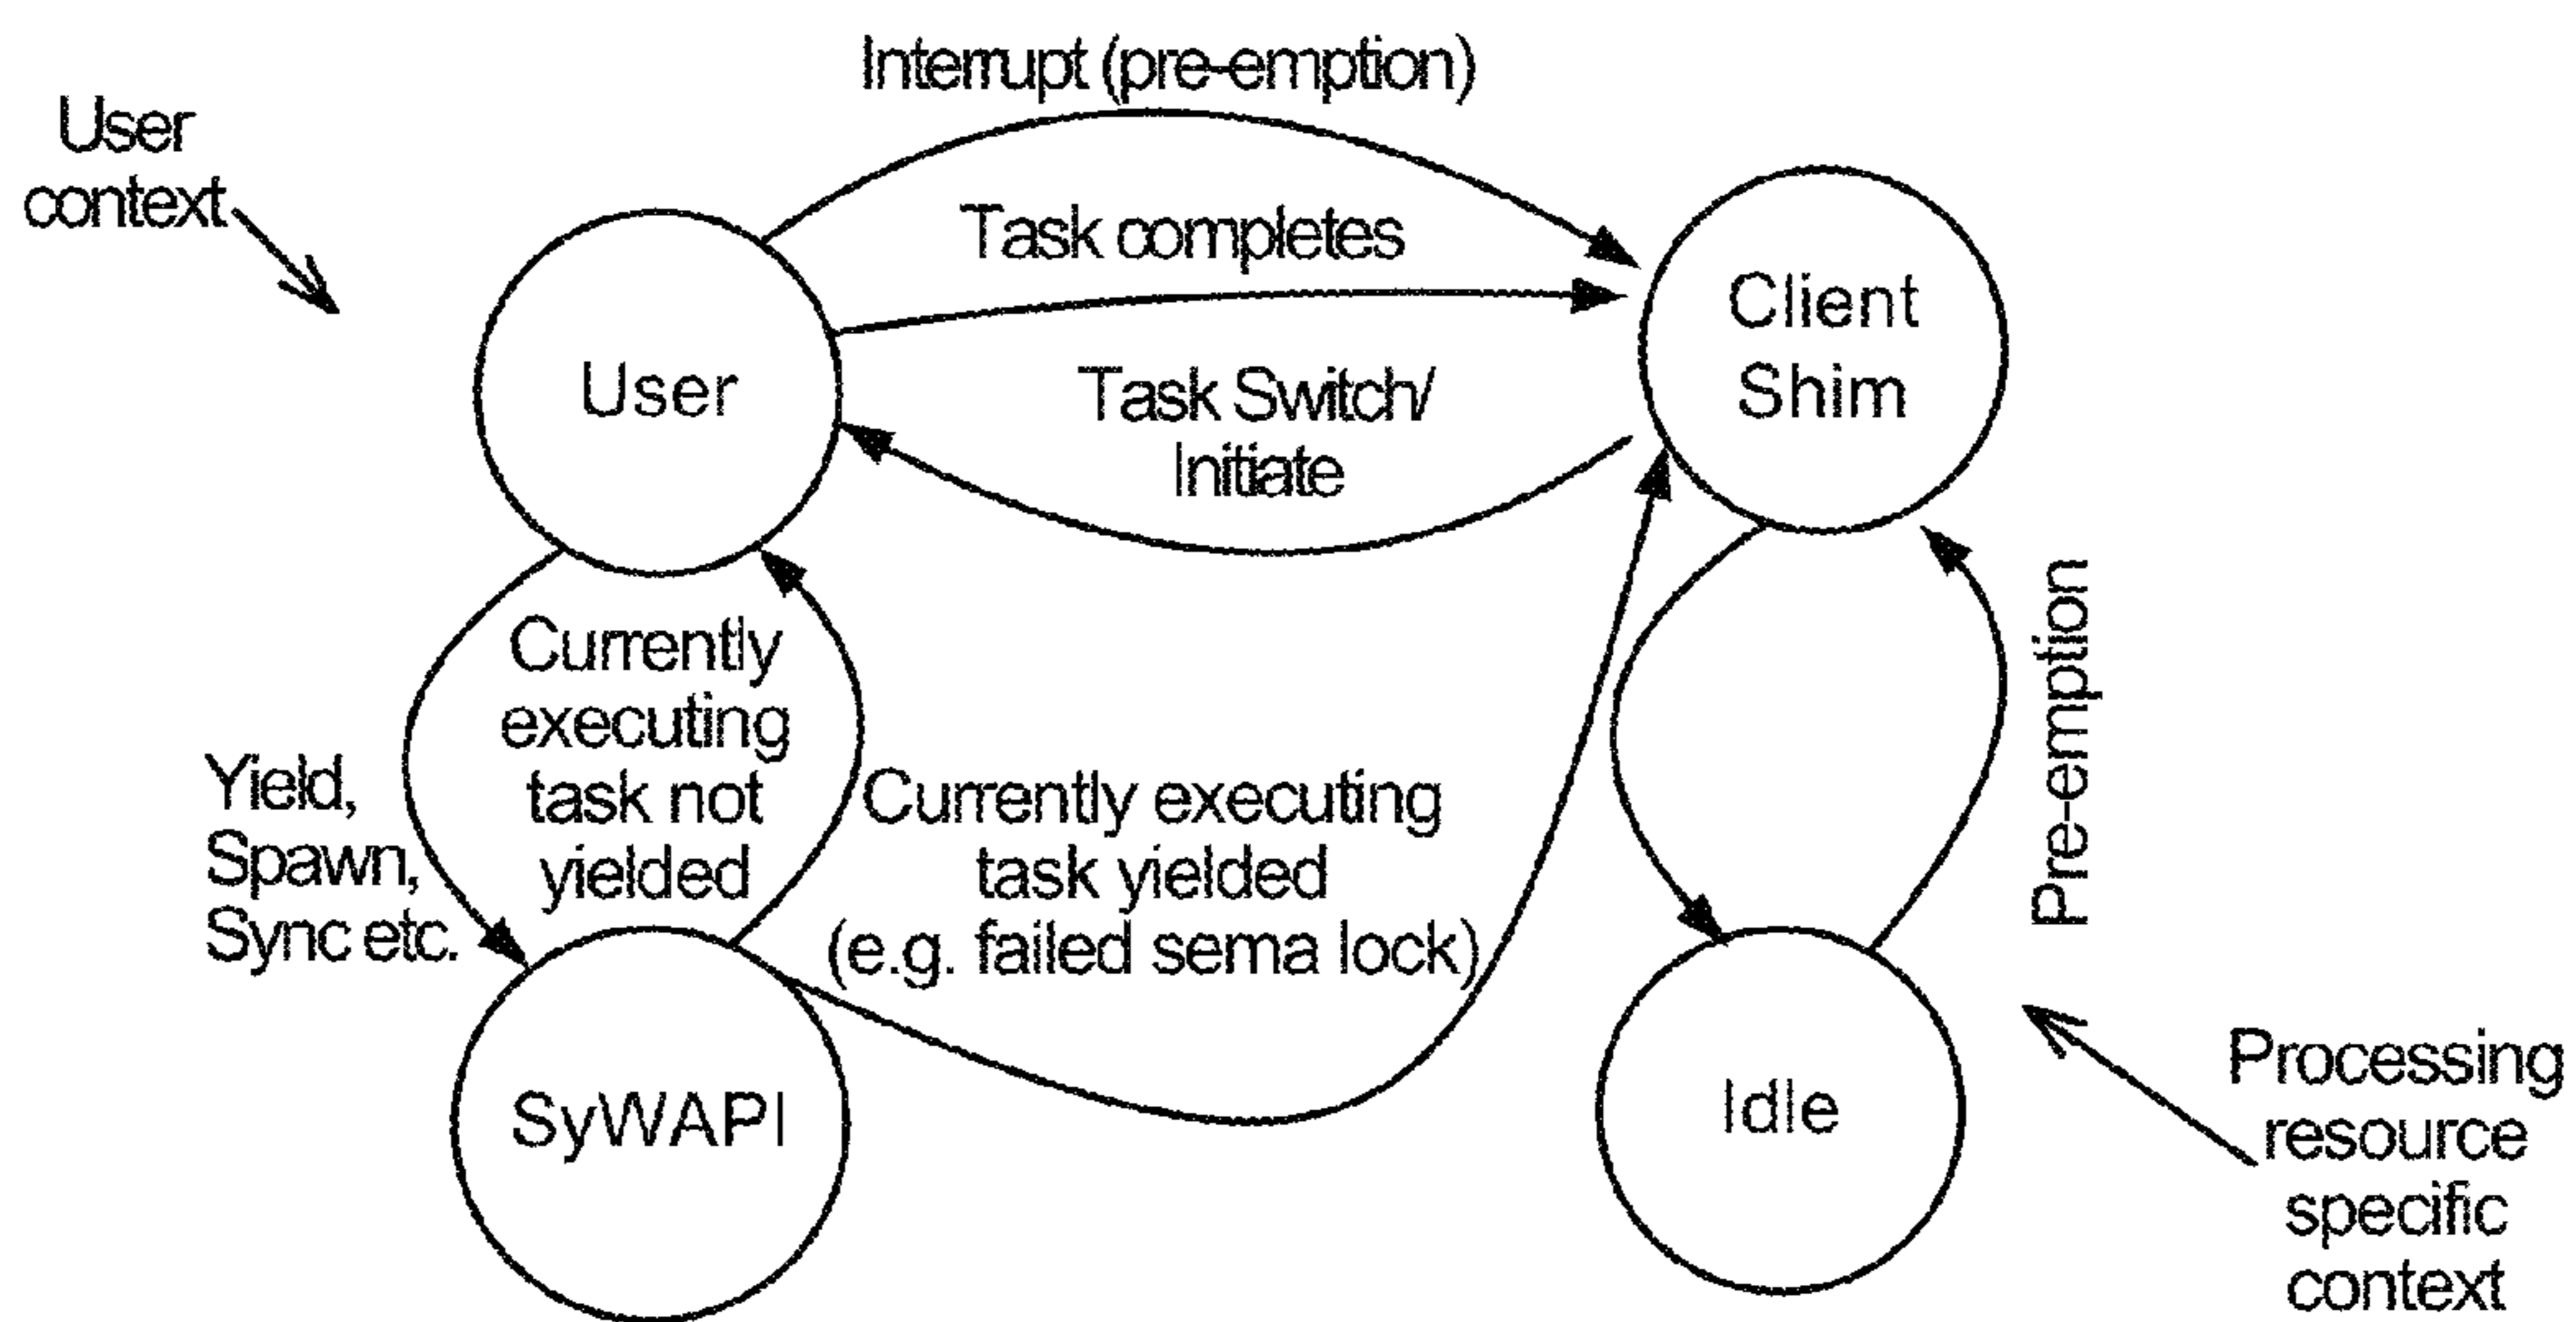 Interrupt (pre-emption)
User
context
Task completes
Client
Shim
User
Task Switch/
Initiate
Currently
executing
task not
yielded
Yield,
Spawn,
Sync etc.
Currently executing
task yielded
(e.g. failed sema lock)
Pre-emption
SyWAPI
Idle
Processing
resource
specific
context